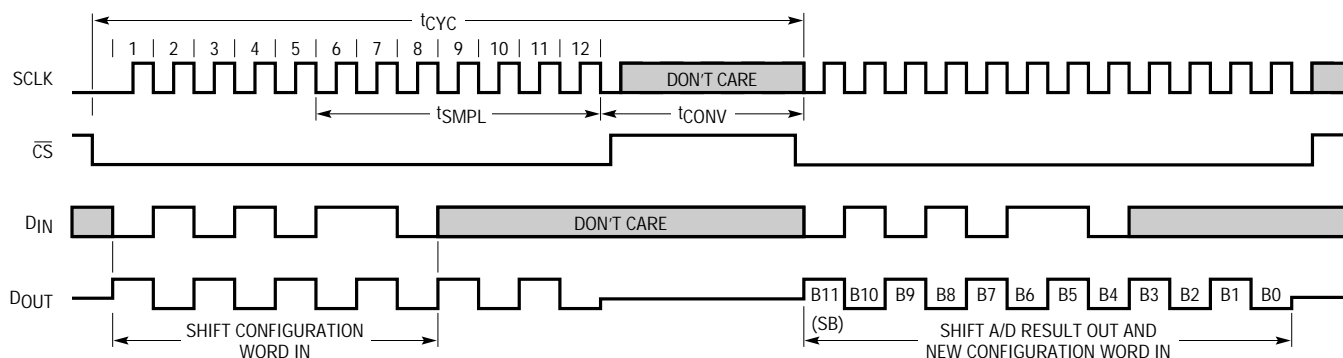 tCYC
1 2 3 4 5 6 7 8 9 10 11 12
SCLK
DON'T CARE
tSMPL
tCONV
CS
DIN
DON'T CARE
DOUT
B11 B10 B9 B8 B7 B6 B5 B4 B3 B2 B1 B0
(SB)
SHIFT CONFIGURATION
WORD IN
SHIFT A/D RESULT OUT AND
NEW CONFIGURATION WORD IN